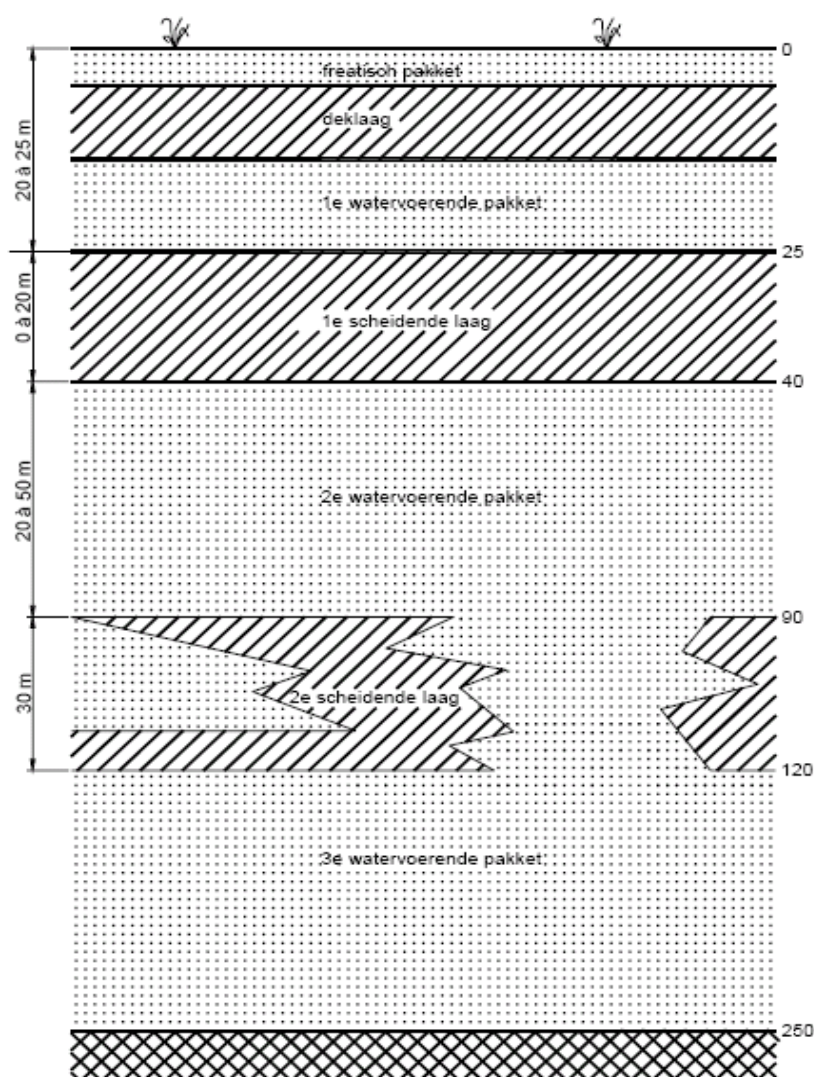 0
freatisch pakket
deklaag
20 à 25 m
1e watervoerende pakket
25
0 à 20 m
1e scheidende laag
40
20 à 50 m
2e watervoerende pakket
90
30 m
2e scheidende laag
120
3e watervoerende pakket
250